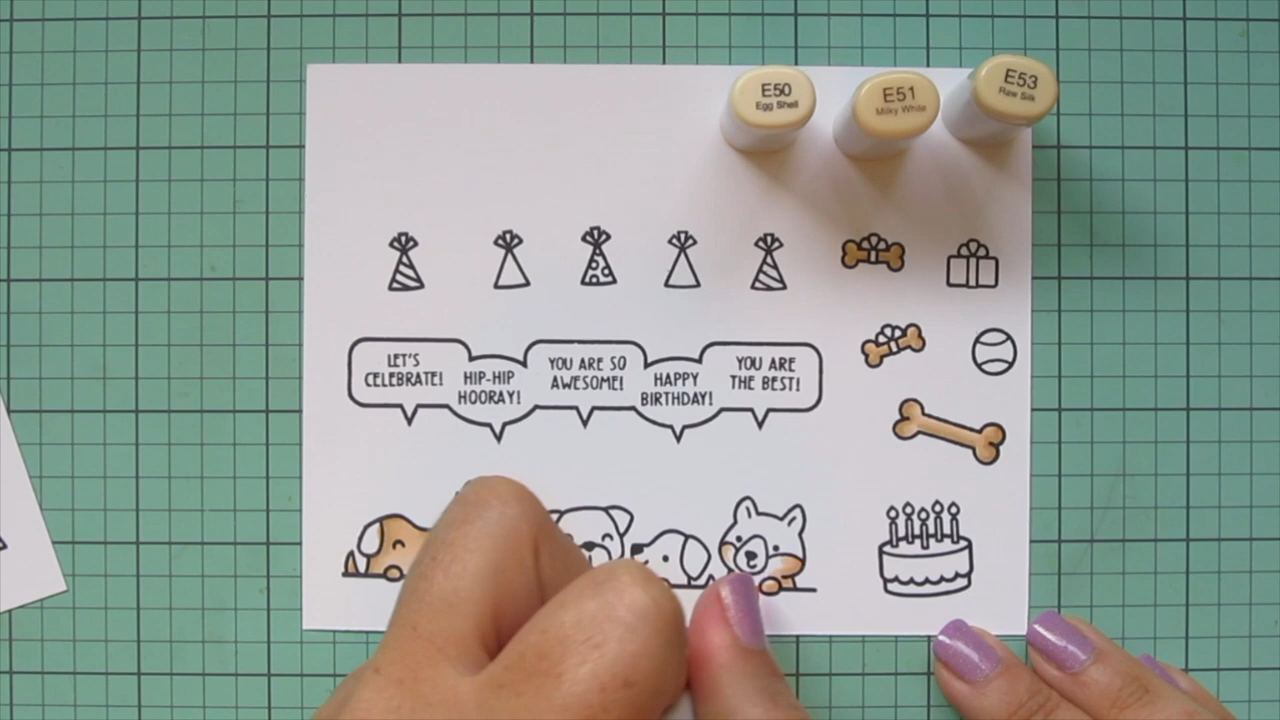 E50
Egg Shell
E51
Milky White
E53
Raw Silk
LET'S
CELEBRATE!
HIP-HIP
HOORAY!
YOU ARE SO
AWESOME!
HAPPY
BIRTHDAY!
YOU ARE
THE BEST!